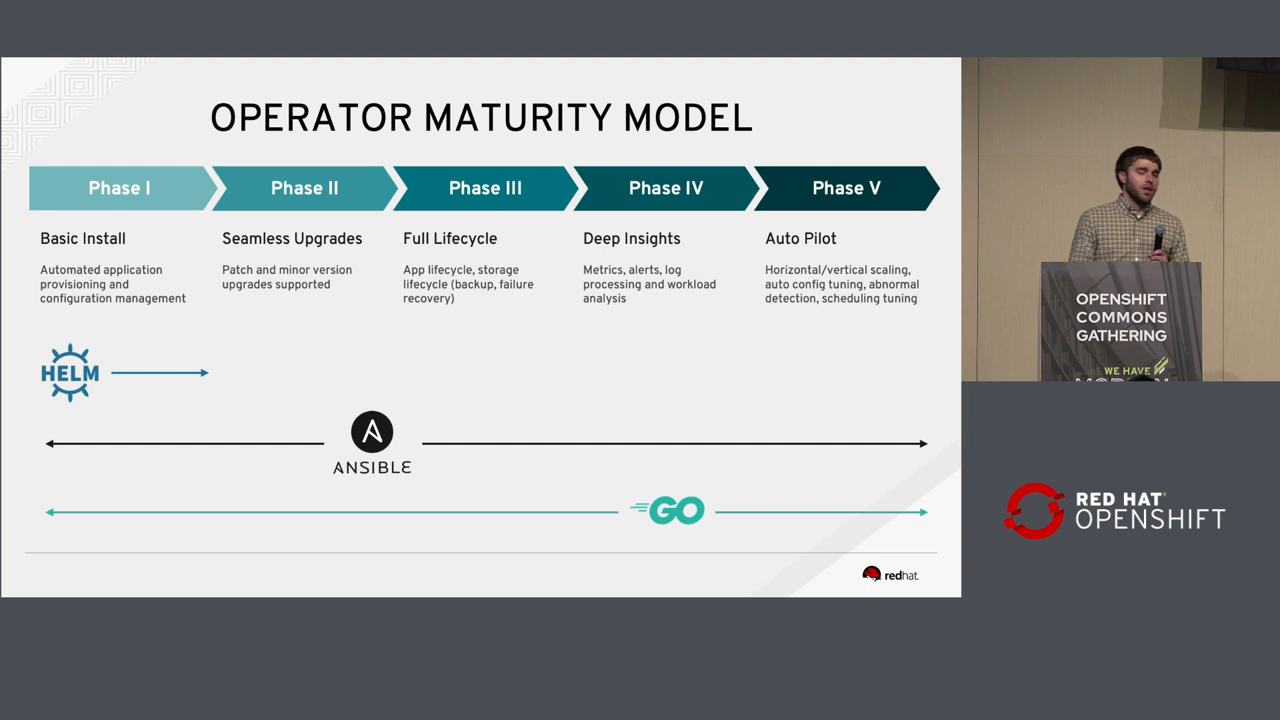 OPERATOR MATURITY MODEL
Phase I
Phase II
Phase III
Phase IV
Phase V
Basic Install
Automated application
provisioning and
configuration management
Seamless Upgrades
Patch and minor version
upgrades supported
Full Lifecycle
App lifecycle, storage
lifecycle (backup, failure
recovery)
Deep Insights
Metrics, alerts, log
processing and workload
analysis
Auto Pilot
Horizontal/vertical scaling,
auto config tuning, abnormal
detection, scheduling tuning
HELM
ANSIBLE
GO
redhat.
OPENSHIFT
COMMONS
GATHERING
WE HAVE
RED HAT®
OPENSHIFT